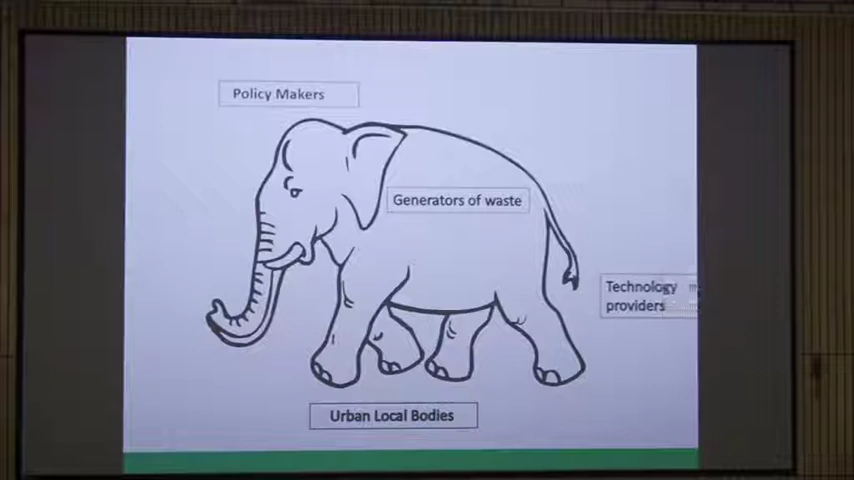 Policy Makers
Generators of waste
Technology
providers
Urban Local Bodies